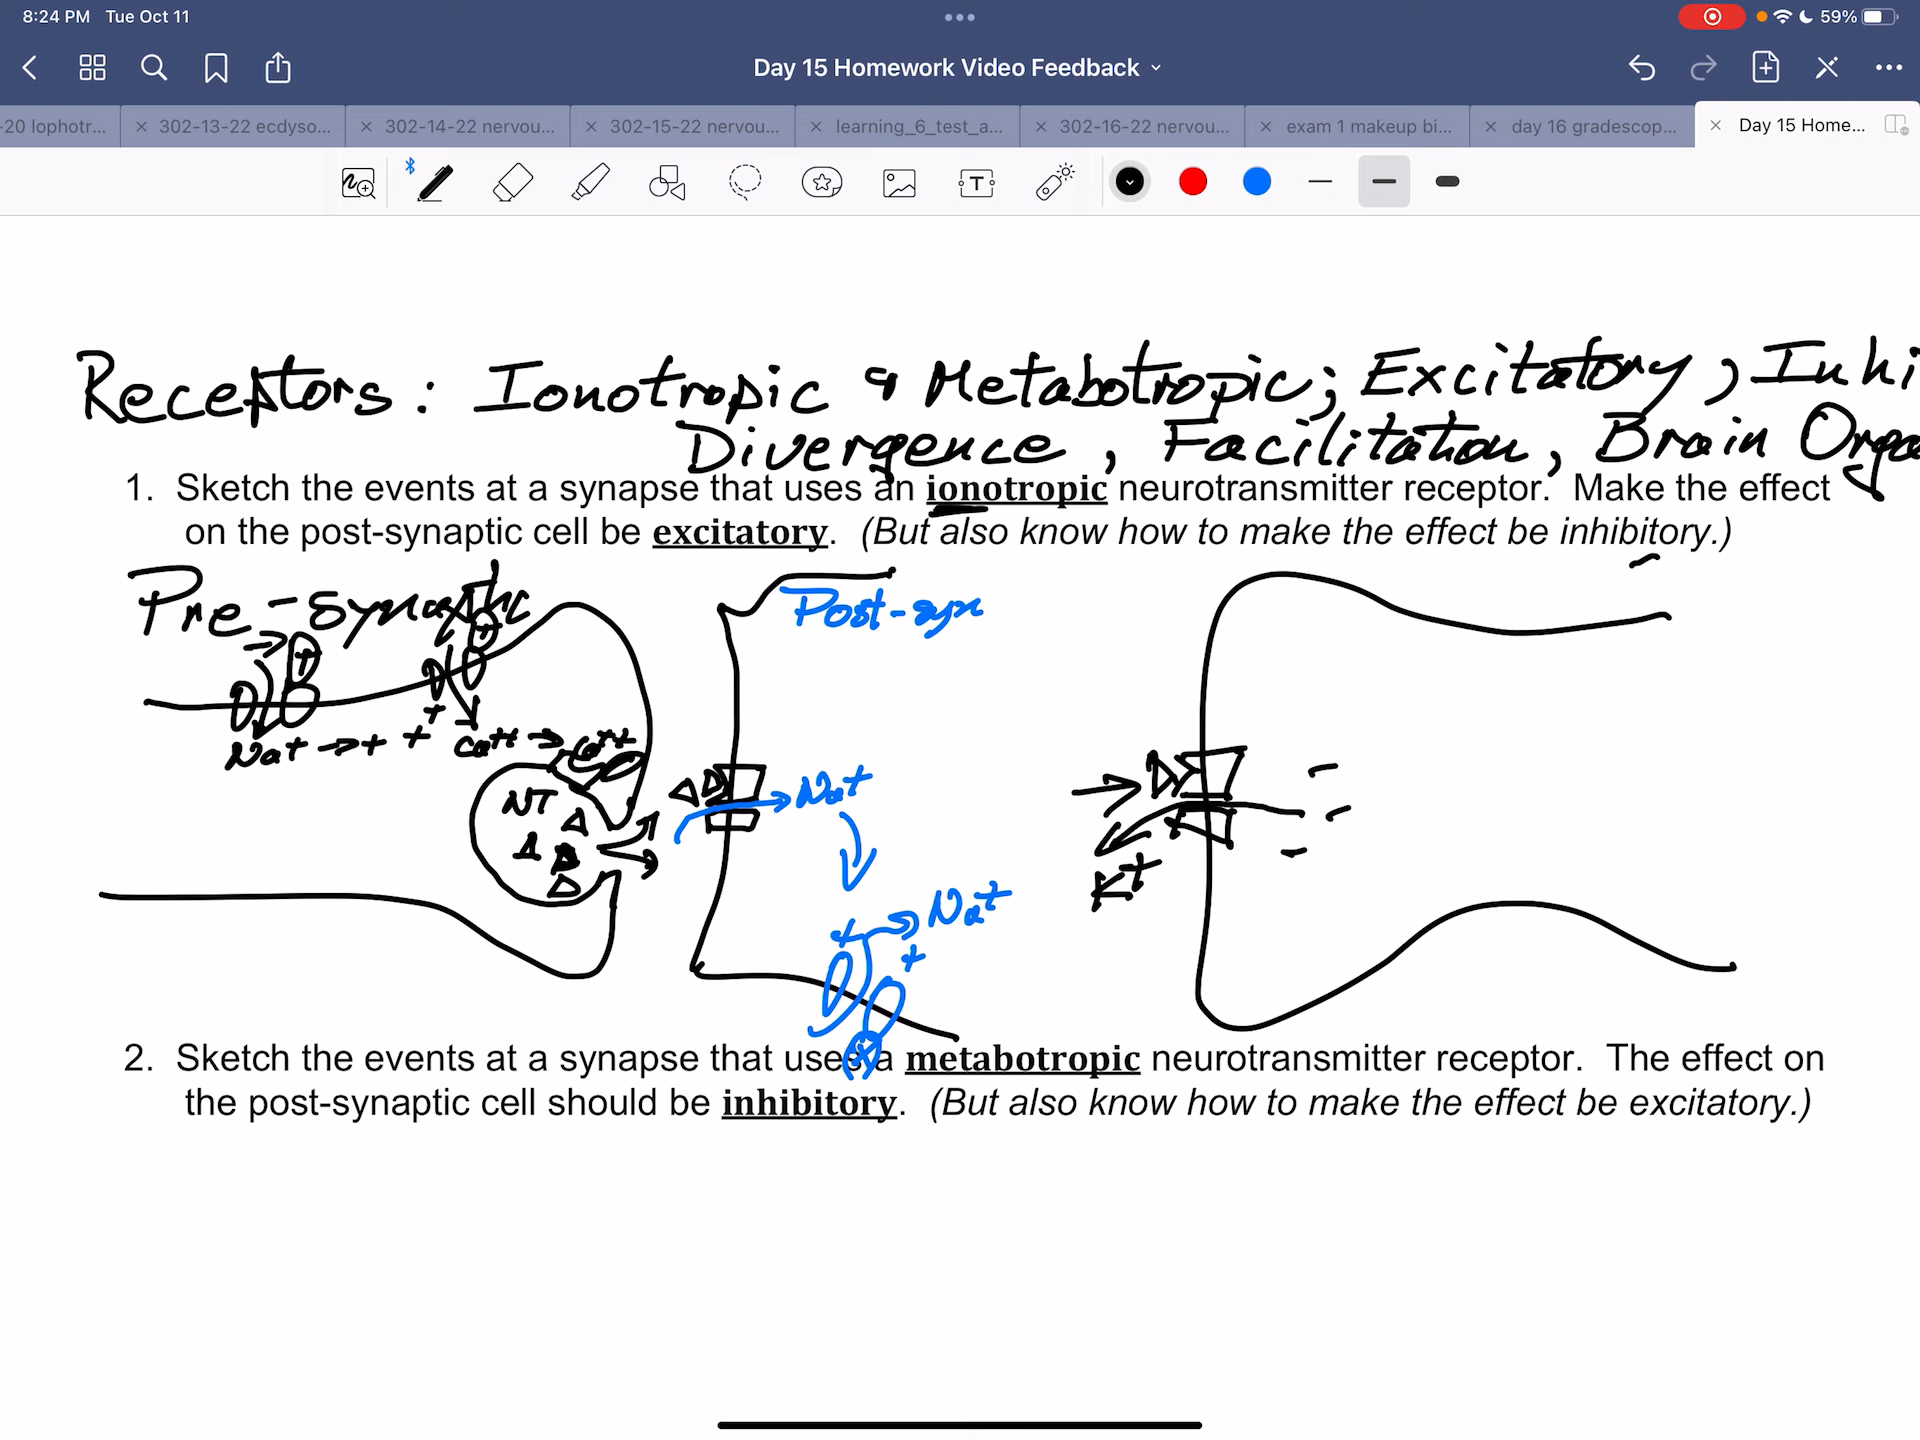 8:24 PM Tue Oct 11
59%
Day 15 Homework Video Feedback
-20 lophotr...
302-13-22 ecdyso...
302-14-22 nervou...
302-15-22 nervou...
learning_6_test_a...
302-16-22 nervou...
exam 1 makeup bi...
day 16 gradescop...
Day 15 Home...
Receptors: Ionotropic & Metabotropic; Excitatory, Inhi
Divergence, Facilitation, Brain Orga
1. Sketch the events at a synapse that uses an ionotropic neurotransmitter receptor. Make the effect
on the post-synaptic cell be excitatory. (But also know how to make the effect be inhibitory.)
Pre-synaptic
Post-syn
Na+ → + +
Ca++ → Ca++
NT
Na+
Na+
+
K+
2. Sketch the events at a synapse that uses a metabotropic neurotransmitter receptor. The effect on
the post-synaptic cell should be inhibitory. (But also know how to make the effect be excitatory.)